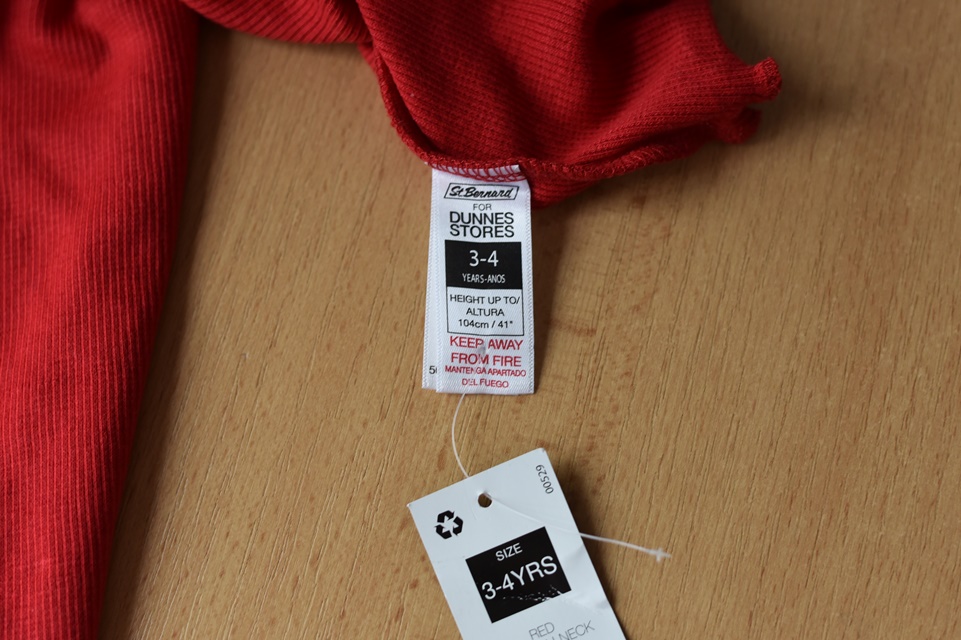 St Bernard
FOR
DUNNES
STORES
3-4
YEARS-ANOS
HEIGHT UP TO/
ALTURA
104cm / 41"
KEEP AWAY
FROM FIRE
MANTENGA APARTADO
DEL FUEGO
00529
SIZE
3-4YRS
RED
NECK